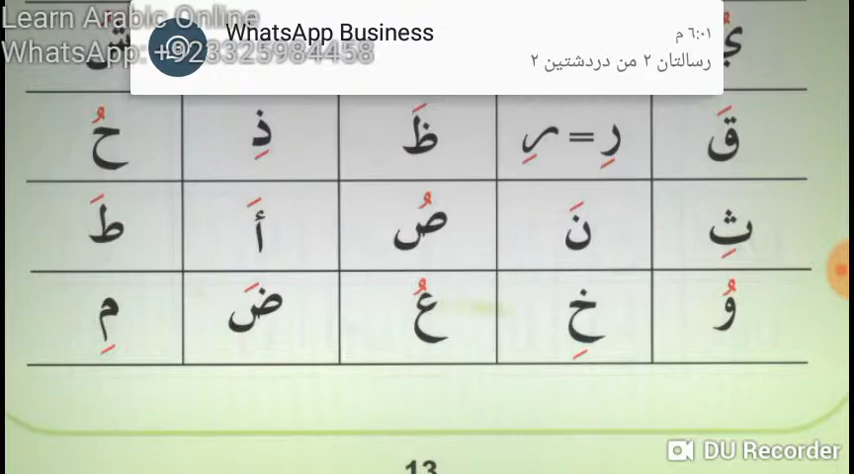 Learn Arabic Online
WhatsApp: +923325984458
WhatsApp Business
٦:٠١ م
رسالتان ٢ من دردشتين ٢
قَ رِ = رِ ظَ ذِ حُ
ثِ نَ صُ أَ طَ
وُ خِ عُ ضَ مِ
13
DU Recorder